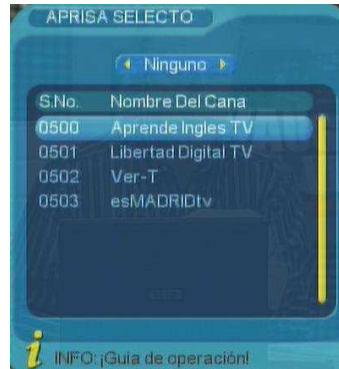 APRISA SELECTO
Ninguno
S.No. Nombre Del Cana
0500 Aprende Ingles TV
0501 Libertad Digital TV
0502 Ver-T
0503 esMADRIDtv
INFO: ¡Guia de operación!